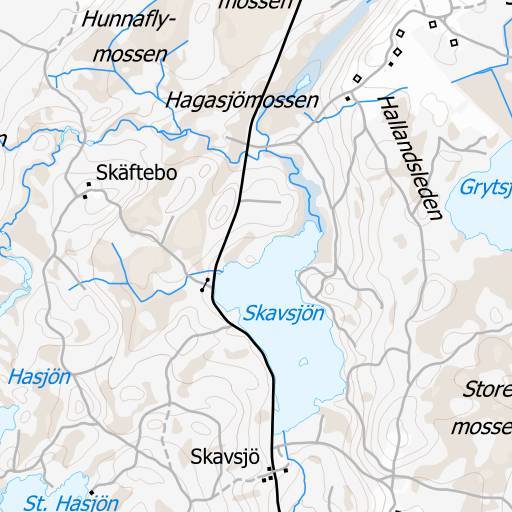 mossen
Hunnafly-
mossen
Hagasjömossen
Hallandsleden
Skäftebo
Grytsj
Skavsjön
Hasjön
Store
mosse
Skavsjö
St. Hasjön